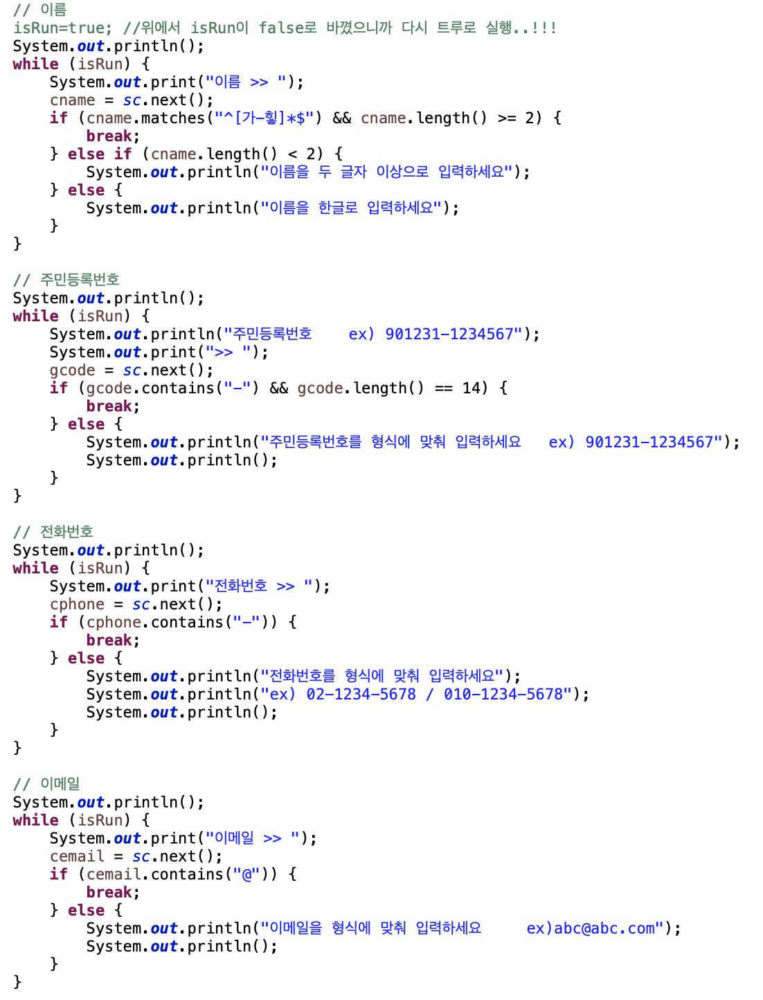 // 이름
isRun=true; //위에서 isRun이 false로 바꼈으니까 다시 트루로 실행..!!!
System.out.println();
while (isRun) {
    System.out.print("이름 >> ");
    cname = sc.next();
    if (cname.matches("^[가-힣]*$") && cname.length() >= 2) {
        break;
    } else if (cname.length() < 2) {
        System.out.println("이름을 두 글자 이상으로 입력하세요");
    } else {
        System.out.println("이름을 한글로 입력하세요");
    }
}

// 주민등록번호
System.out.println();
while (isRun) {
    System.out.println("주민등록번호    ex) 901231-1234567");
    System.out.print(">> ");
    gcode = sc.next();
    if (gcode.contains("-") && gcode.length() == 14) {
        break;
    } else {
        System.out.println("주민등록번호를 형식에 맞춰 입력하세요   ex) 901231-1234567");
        System.out.println();
    }
}

// 전화번호
System.out.println();
while (isRun) {
    System.out.print("전화번호 >> ");
    cphone = sc.next();
    if (cphone.contains("-")) {
        break;
    } else {
        System.out.println("전화번호를 형식에 맞춰 입력하세요");
        System.out.println("ex) 02-1234-5678 / 010-1234-5678");
        System.out.println();
    }
}

// 이메일
System.out.println();
while (isRun) {
    System.out.print("이메일 >> ");
    cemail = sc.next();
    if (cemail.contains("@")) {
        break;
    } else {
        System.out.println("이메일을 형식에 맞춰 입력하세요     ex)abc@abc.com");
        System.out.println();
    }
}